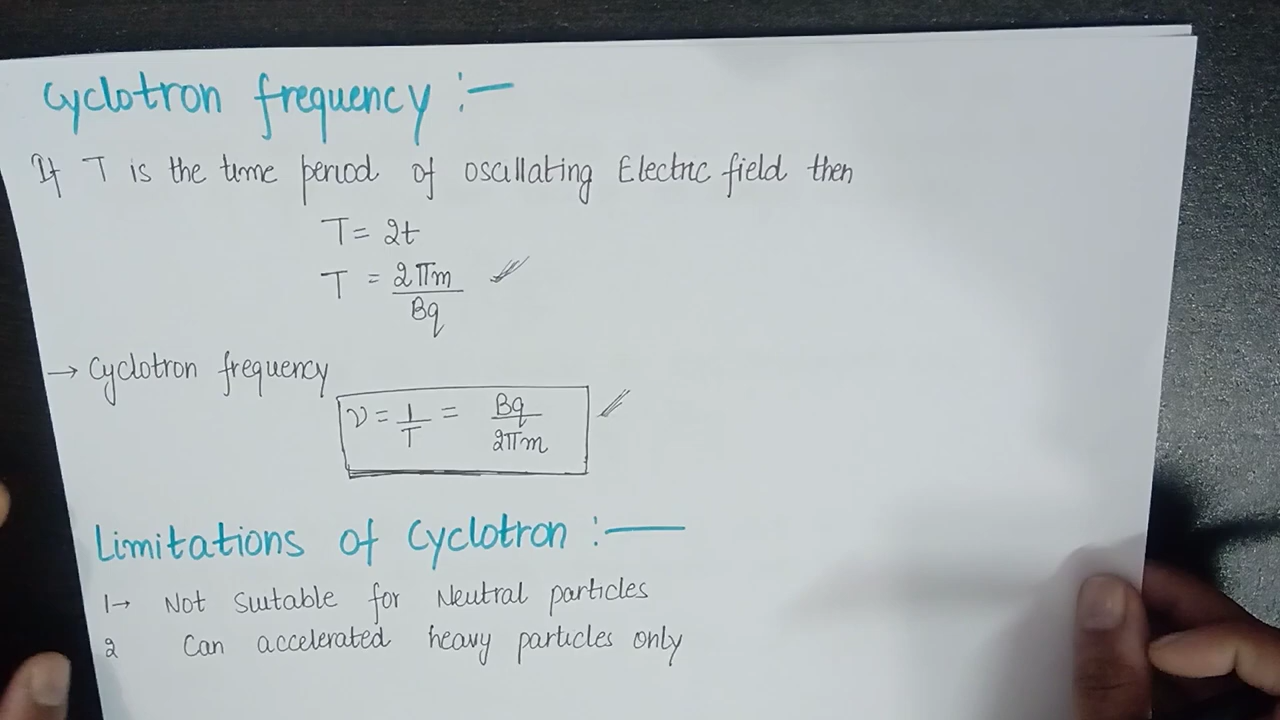 Cyclotron frequency :-
If T is the time period of oscillating Electric field then
T = 2t
T = 2πm / Bq
→ Cyclotron frequency
ν = 1/T = Bq / 2πm
Limitations of Cyclotron :—
1→ Not suitable for Neutral particles
2 Can accelerated heavy particles only